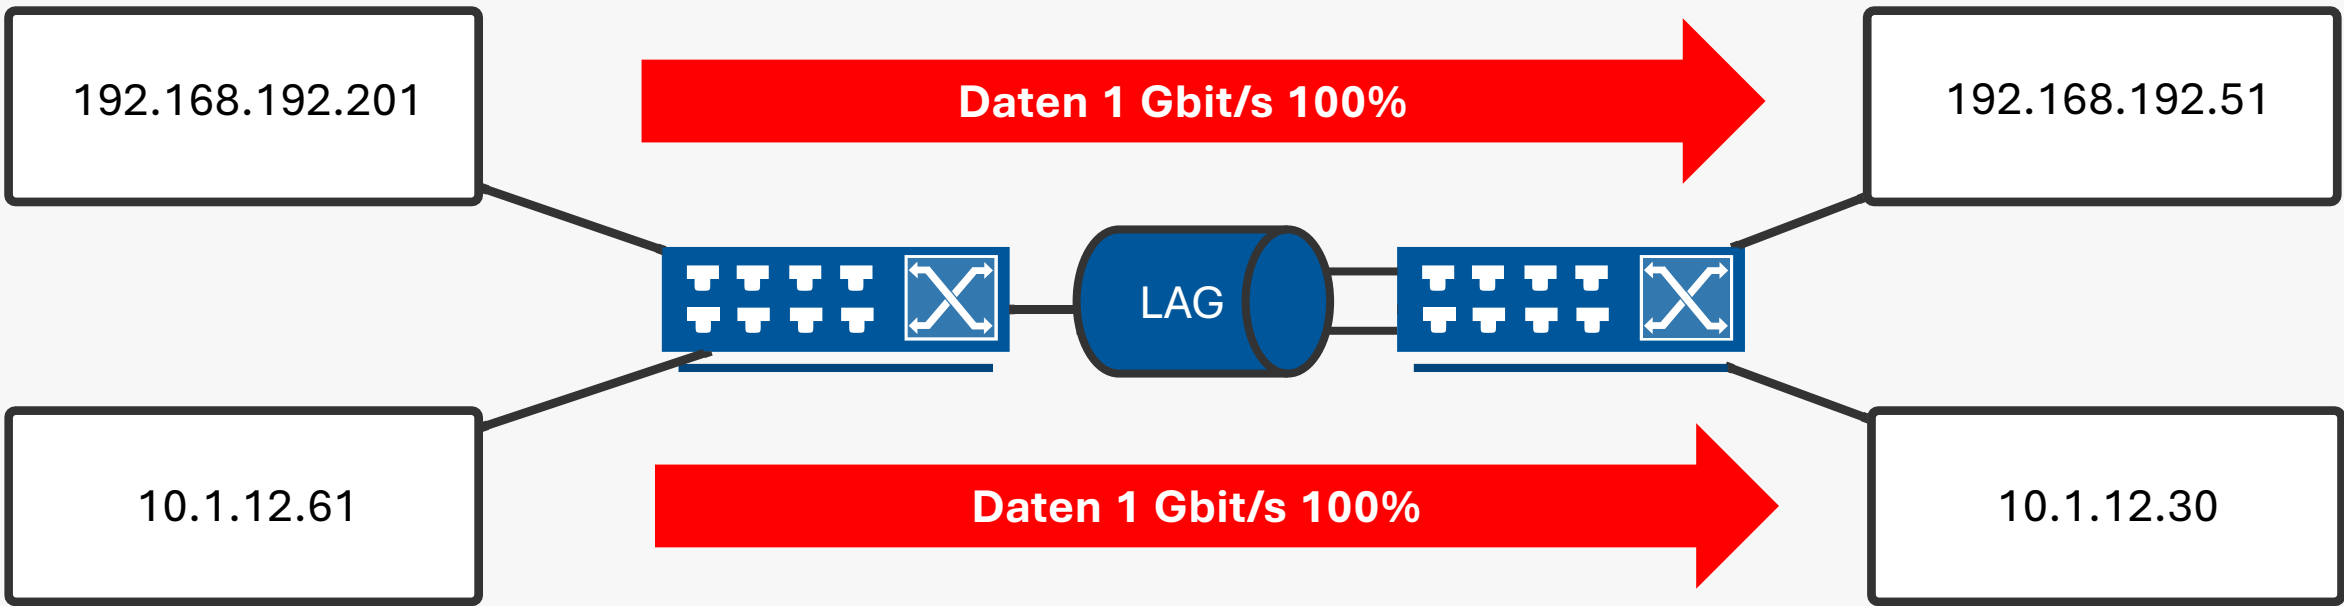 192.168.192.201
Daten 1 Gbit/s 100%
192.168.192.51
LAG
10.1.12.61
Daten 1 Gbit/s 100%
10.1.12.30